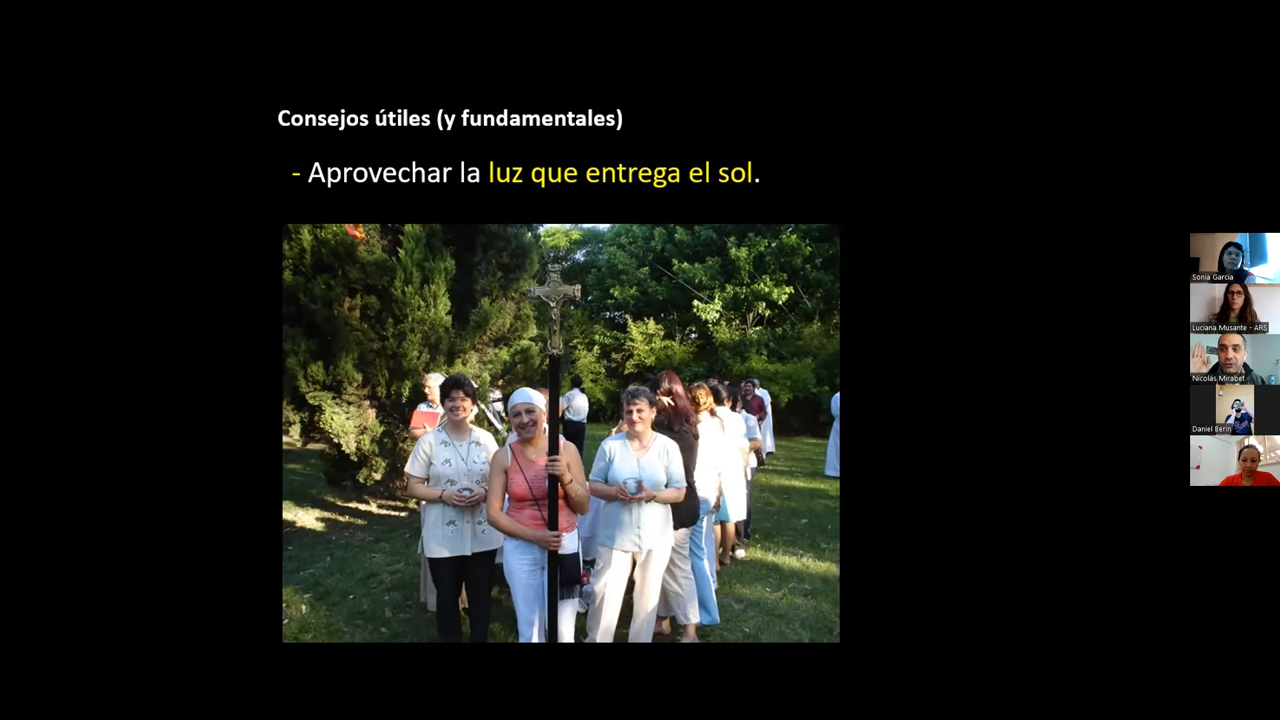 Consejos útiles (y fundamentales)
- Aprovechar la luz que entrega el sol.
Sonia Garcia
Luciana Musante - ARS
Nicolás Mirabet
Daniel Berin